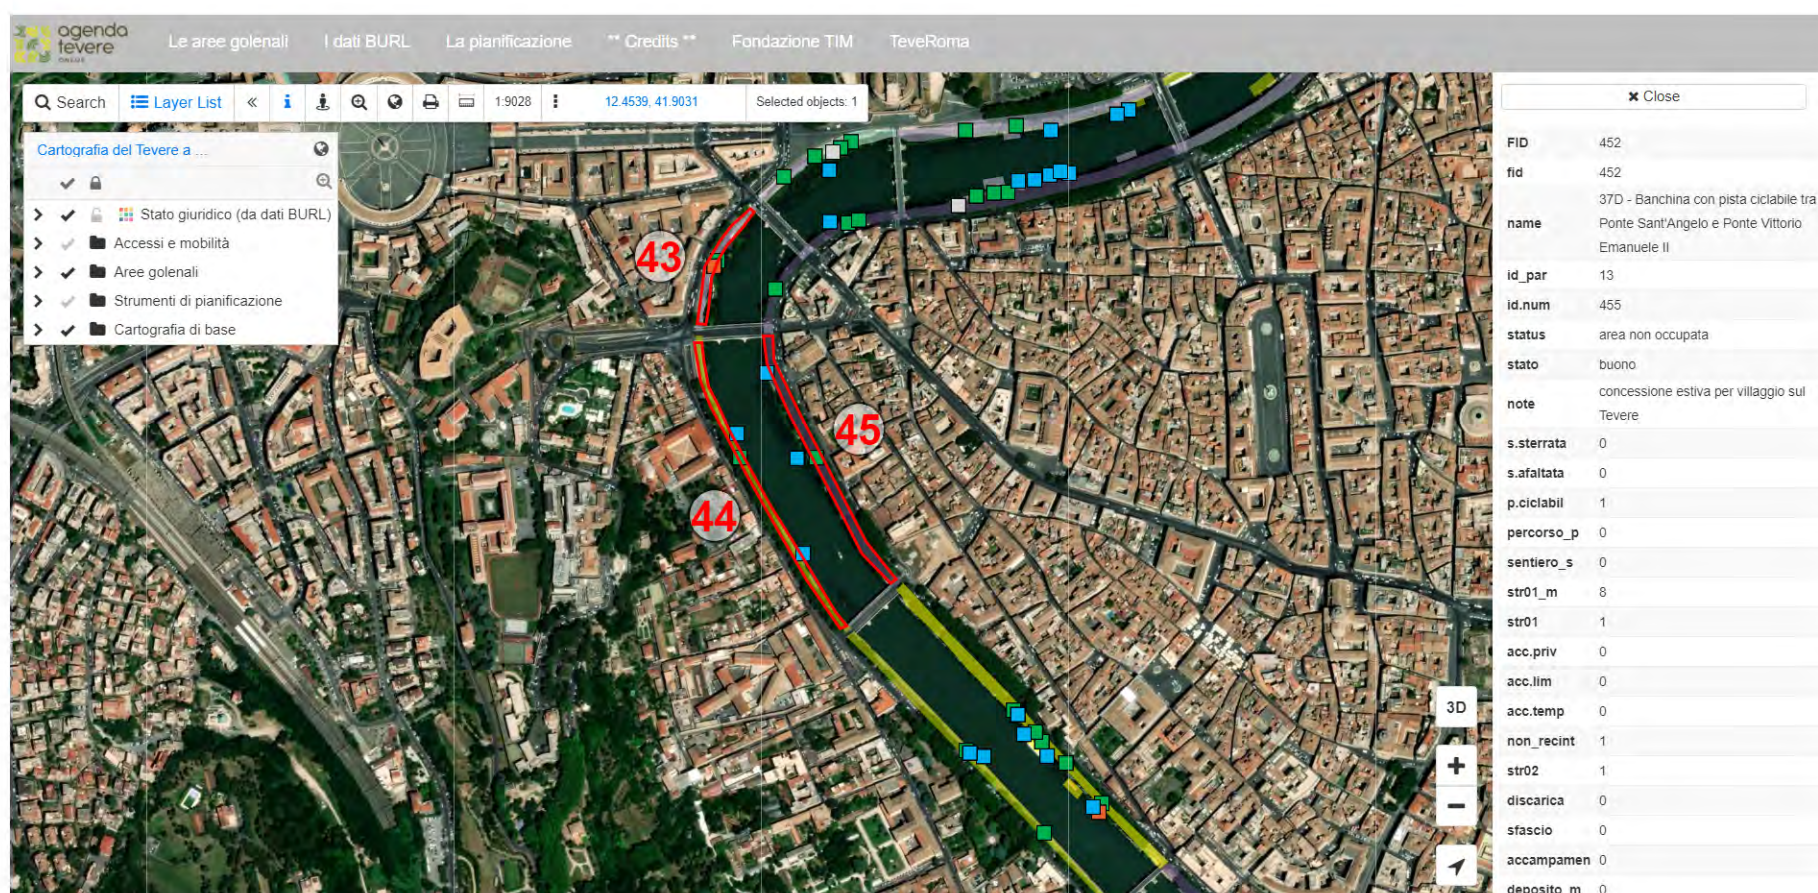 agenda
tevere
ONLUS
Le aree golenali
I dati BURL
La pianificazione
** Credits **
Fondazione TIM
TeveRoma
Search
Layer List
1:9028
12.4539, 41.9031
Selected objects: 1
Cartografia del Tevere a ...
Stato giuridico (da dati BURL)
Accessi e mobilità
Aree golenali
Strumenti di pianificazione
Cartografia di base
43
44
45
3D
Close
FID 452
fid 452
name 37D - Banchina con pista ciclabile tra
Ponte Sant'Angelo e Ponte Vittorio
Emanuele II
id_par 13
id.num 455
status area non occupata
stato buono
note concessione estiva per villaggio sul
Tevere
s.sterrata 0
s.afaltata 0
p.ciclabil 1
percorso_p 0
sentiero_s 0
str01_m 8
str01 1
acc.priv 0
acc.lim 0
acc.temp 0
non_recint 1
str02 1
discarica 0
sfascio 0
accampamen 0
deposito_m 0